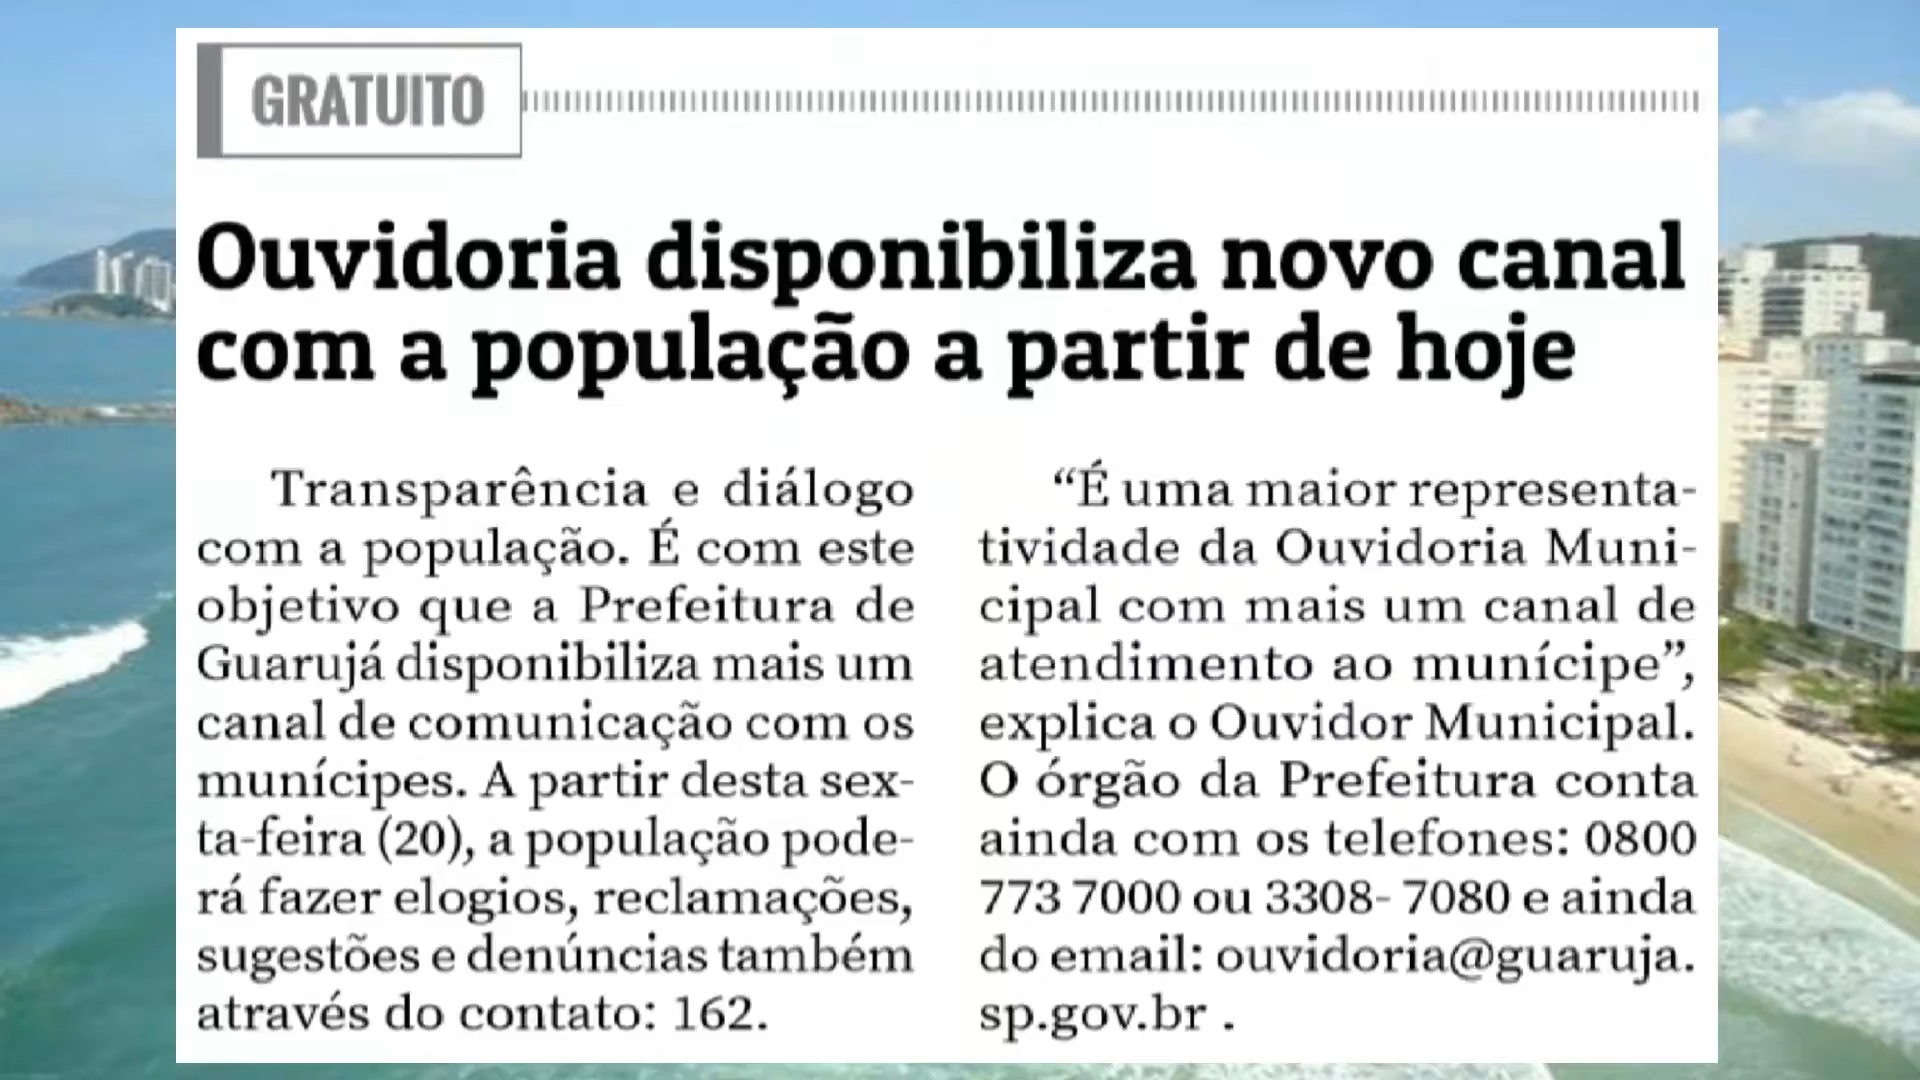 GRATUITO
Ouvidoria disponibiliza novo canal
com a população a partir de hoje
Transparência e diálogo
com a população. É com este
objetivo que a Prefeitura de
Guarujá disponibiliza mais um
canal de comunicação com os
munícipes. A partir desta sex-
ta-feira (20), a população pode-
rá fazer elogios, reclamações,
sugestões e denúncias também
através do contato: 162.
“É uma maior representa-
tividade da Ouvidoria Muni-
cipal com mais um canal de
atendimento ao munícipe”,
explica o Ouvidor Municipal.
O órgão da Prefeitura conta
ainda com os telefones: 0800
773 7000 ou 3308- 7080 e ainda
do email: ouvidoria@guaruja.
sp.gov.br .